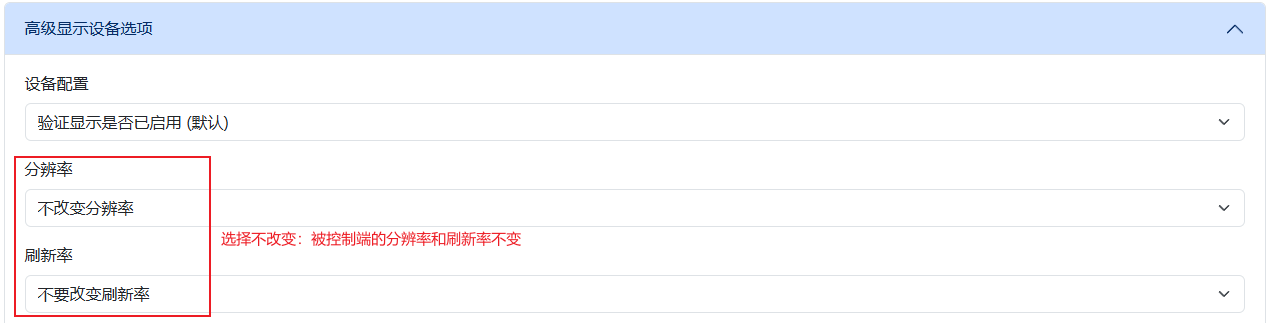 高级显示设备选项
设备配置
验证显示是否已启用 (默认)
分辨率
不改变分辨率
选择不改变：被控制端的分辨率和刷新率不变
刷新率
不要改变刷新率